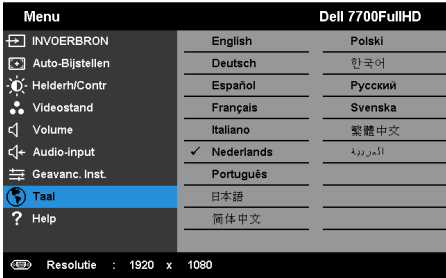 Menu Dell 7700FullHD
INVOERBRON English Polski
Auto-Bijstellen Deutsch 한국어
Helderh/Contr Español Русский
Videostand Français Svenska
Volume Italiano 繁體中文
Audio-input ✓ Nederlands العربية
Geavanc. Inst. Português
Taal 日本語
Help 简体中文
Resolutie : 1920 x 1080